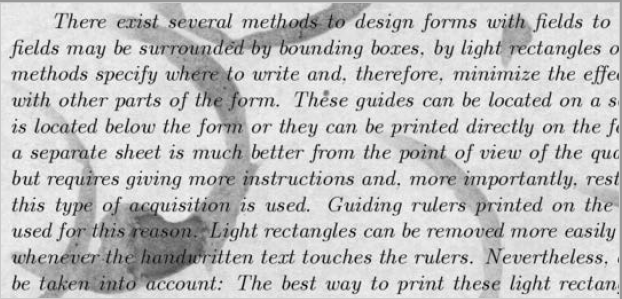 There exist several methods to design forms with fields to
fields may be surrounded by bounding boxes, by light rectangles o
methods specify where to write and, therefore, minimize the effe
with other parts of the form. These guides can be located on a s
is located below the form or they can be printed directly on the f
a separate sheet is much better from the point of view of the qua
but requires giving more instructions and, more importantly, rest
this type of acquisition is used. Guiding rulers printed on the
used for this reason. Light rectangles can be removed more easily
whenever the handwritten text touches the rulers. Nevertheless,
be taken into account: The best way to print these light rectan